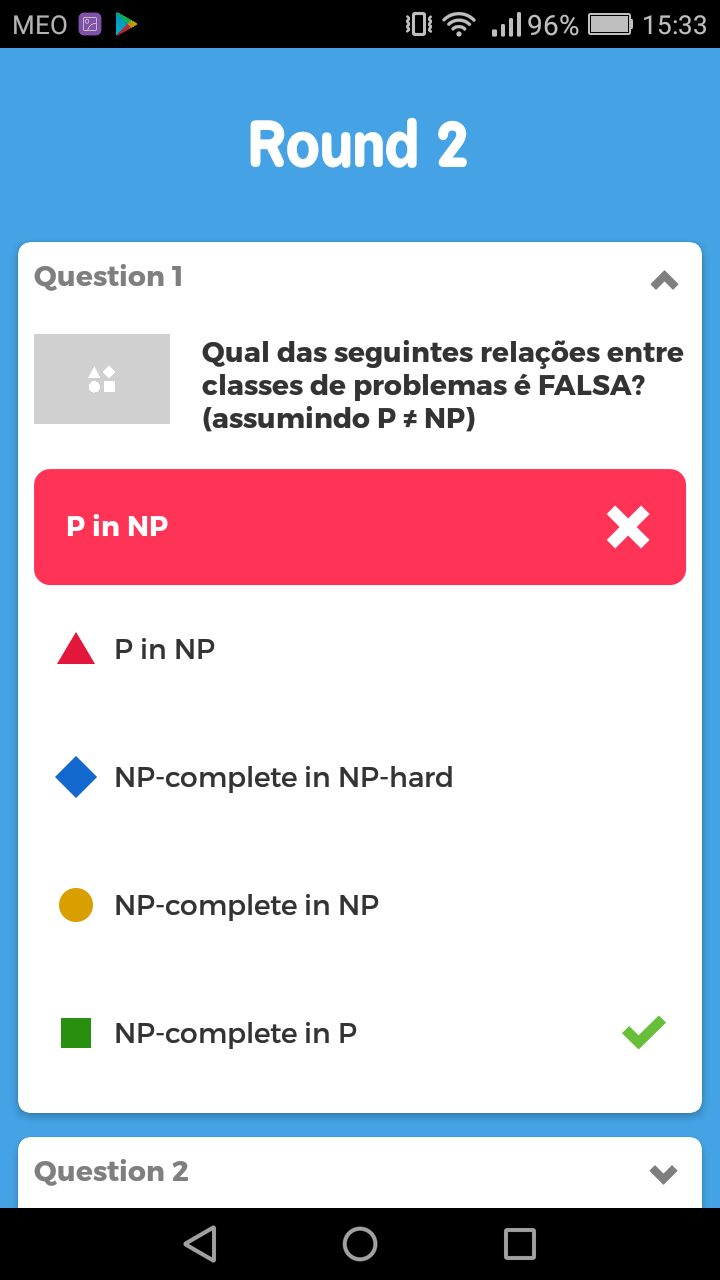 MEO 96% 15:33
Round 2
Question 1
Qual das seguintes relações entre
classes de problemas é FALSA?
(assumindo P ≠ NP)
P in NP
P in NP
NP-complete in NP-hard
NP-complete in NP
NP-complete in P
Question 2